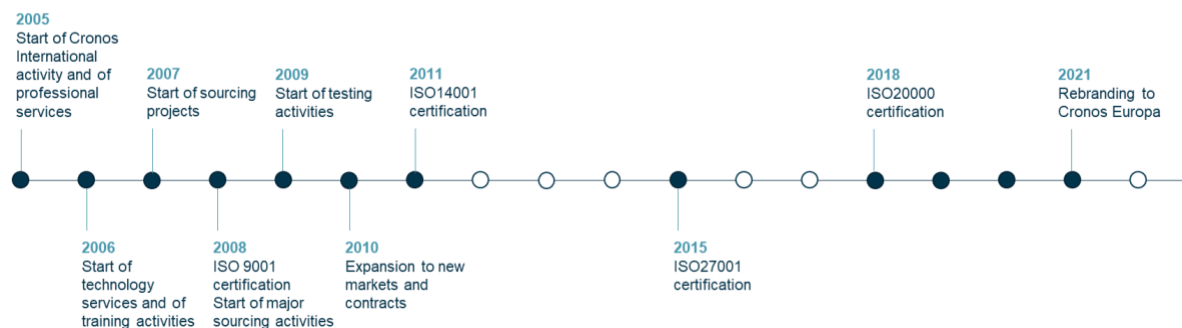 2005
Start of Cronos
International
activity and of
professional
services
2006
Start of
technology
services and of
training activities
2007
Start of sourcing
projects
2008
ISO 9001
certification
Start of major
sourcing activities
2009
Start of testing
activities
2010
Expansion to new
markets and
contracts
2011
ISO14001
certification
2015
ISO27001
certification
2018
ISO20000
certification
2021
Rebranding to
Cronos Europa